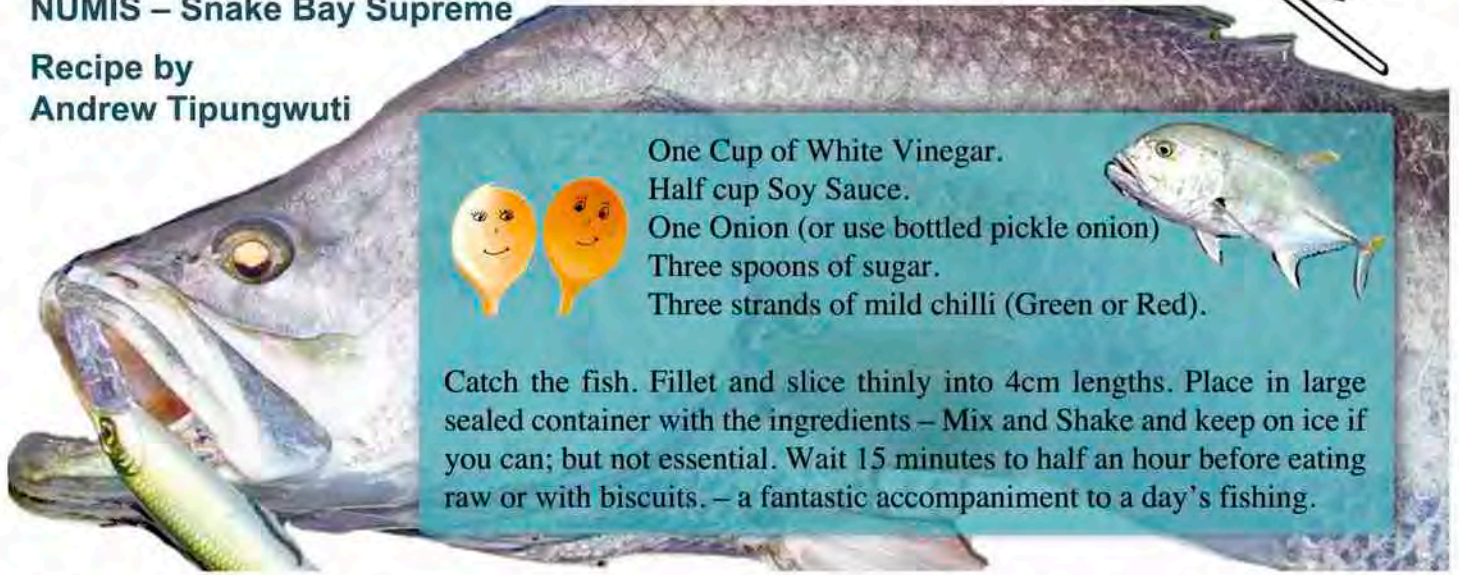 NUMIS – Snake Bay Supreme
Recipe by
Andrew Tipungwuti
One Cup of White Vinegar.
Half cup Soy Sauce.
One Onion (or use bottled pickle onion)
Three spoons of sugar.
Three strands of mild chilli (Green or Red).
Catch the fish. Fillet and slice thinly into 4cm lengths. Place in large
sealed container with the ingredients – Mix and Shake and keep on ice if
you can; but not essential. Wait 15 minutes to half an hour before eating
raw or with biscuits. – a fantastic accompaniment to a day's fishing.